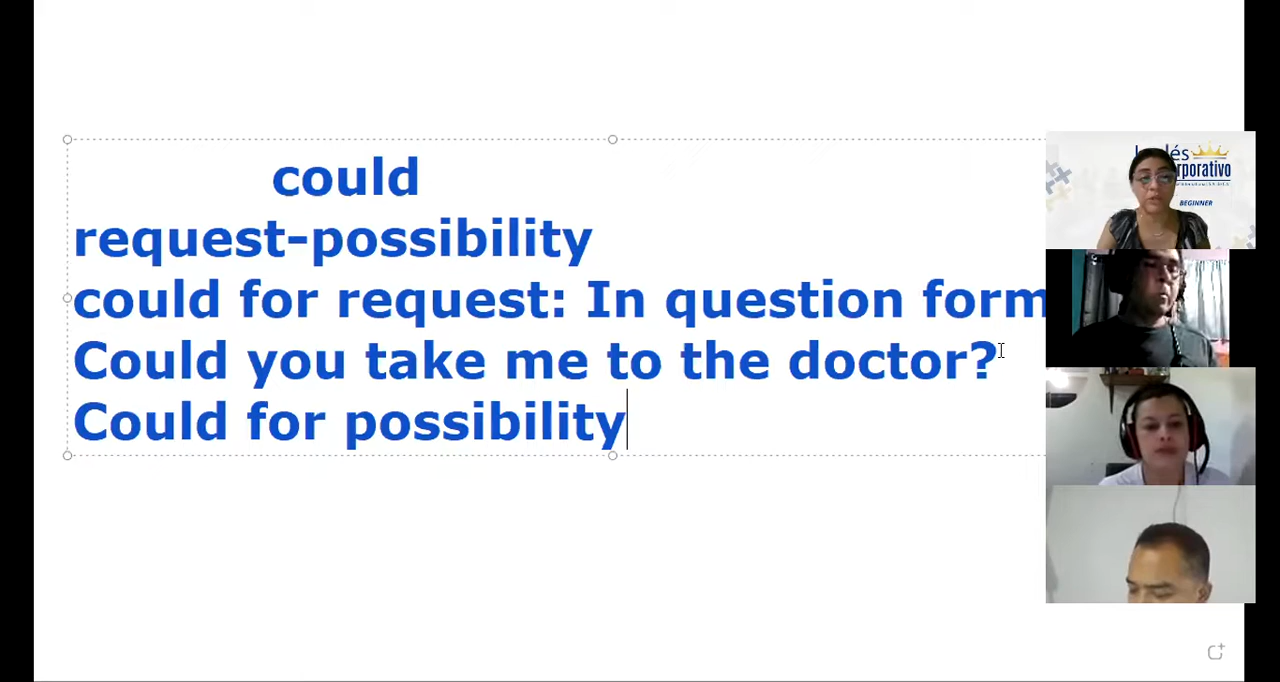 could
request-possibility
could for request: In question form
Could you take me to the doctor?
Could for possibility
BEGINNER